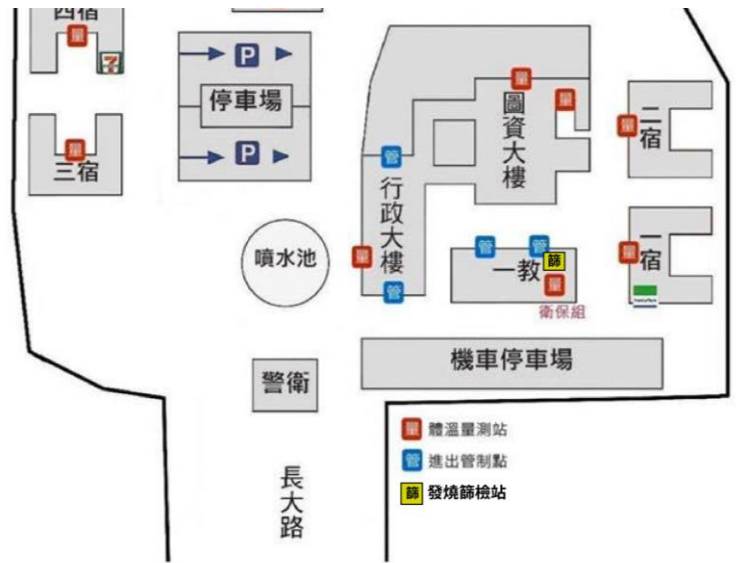 四宿
量
7
P
停車場
P
量
三宿
量
圖資大樓
量
管
行政大樓
量
管
量
二宿
噴水池
管
管
篩
一教
量
衛保組
量
一宿
FamilyMart
機車停車場
警衛
長大路
量 體溫量測站
管 進出管制點
篩 發燒篩檢站